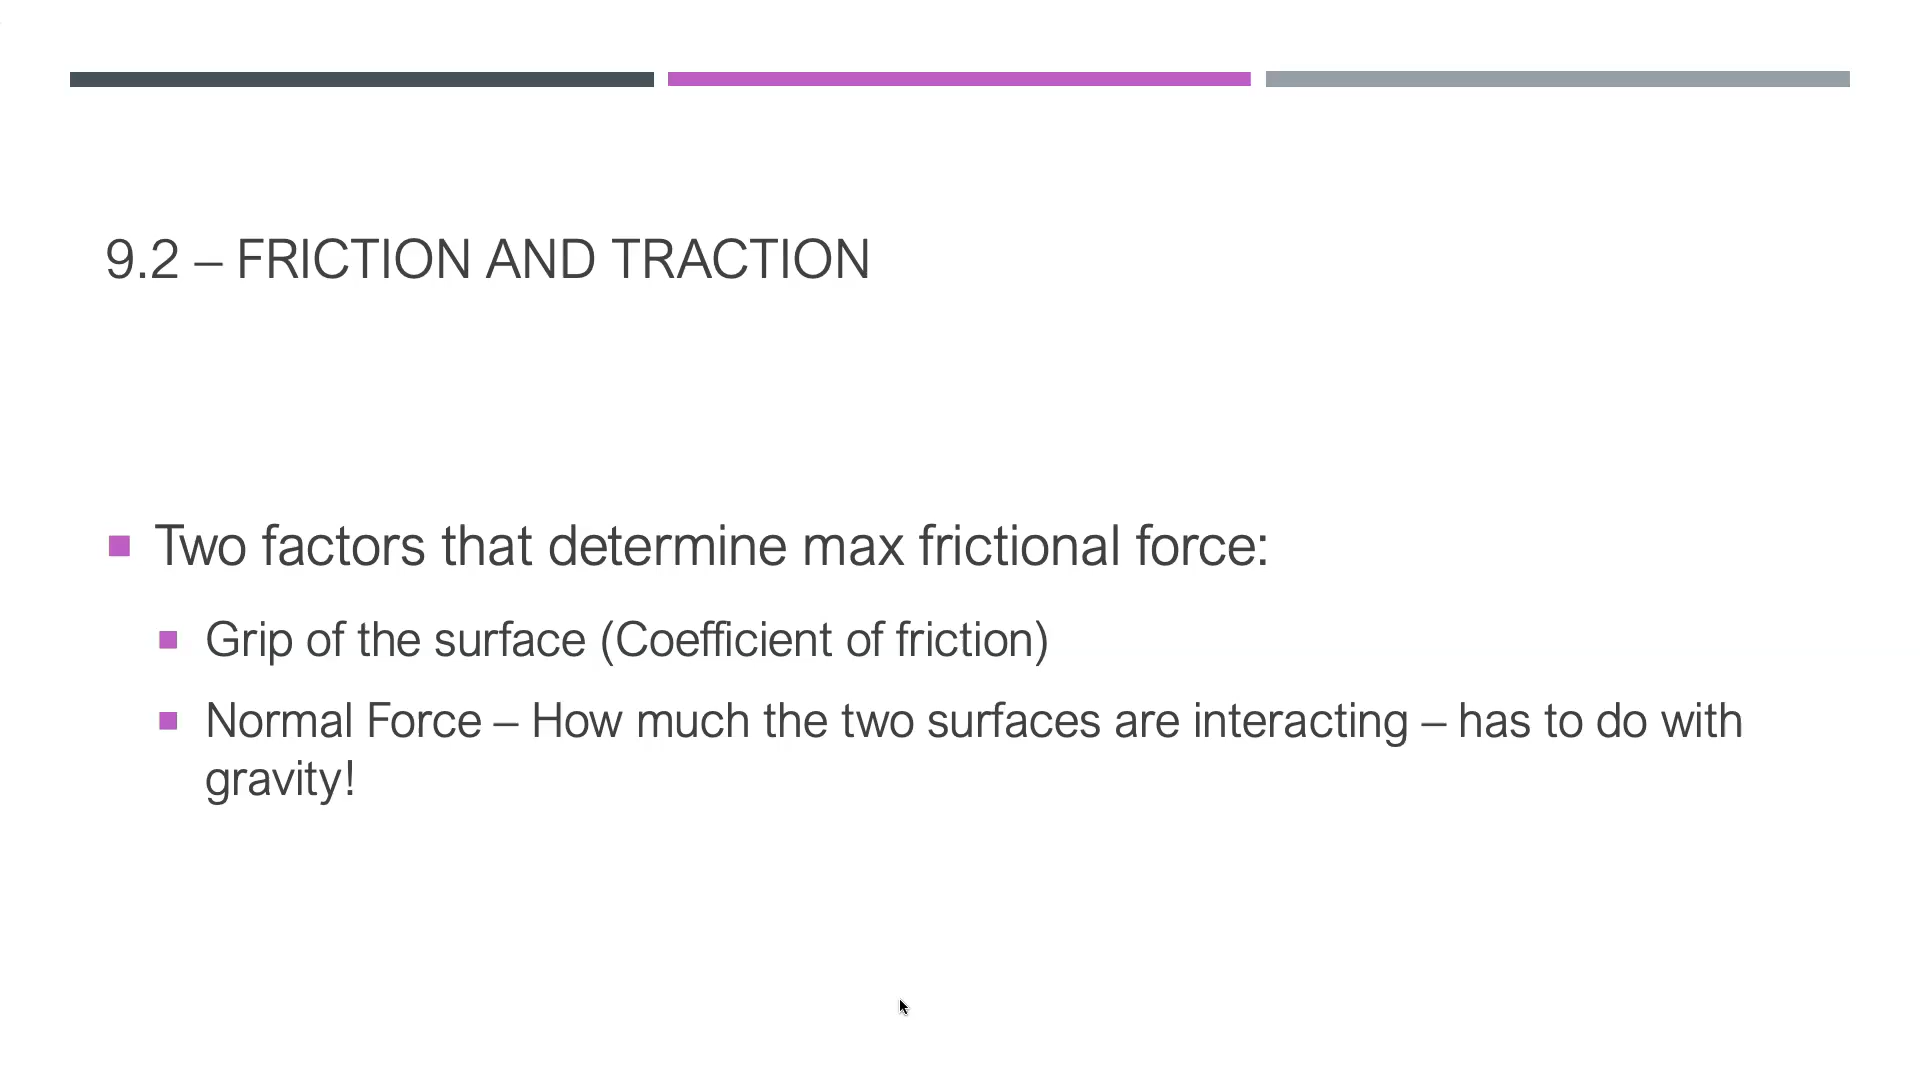 9.2 – FRICTION AND TRACTION
Two factors that determine max frictional force:
Grip of the surface (Coefficient of friction)
Normal Force – How much the two surfaces are interacting – has to do with
gravity!